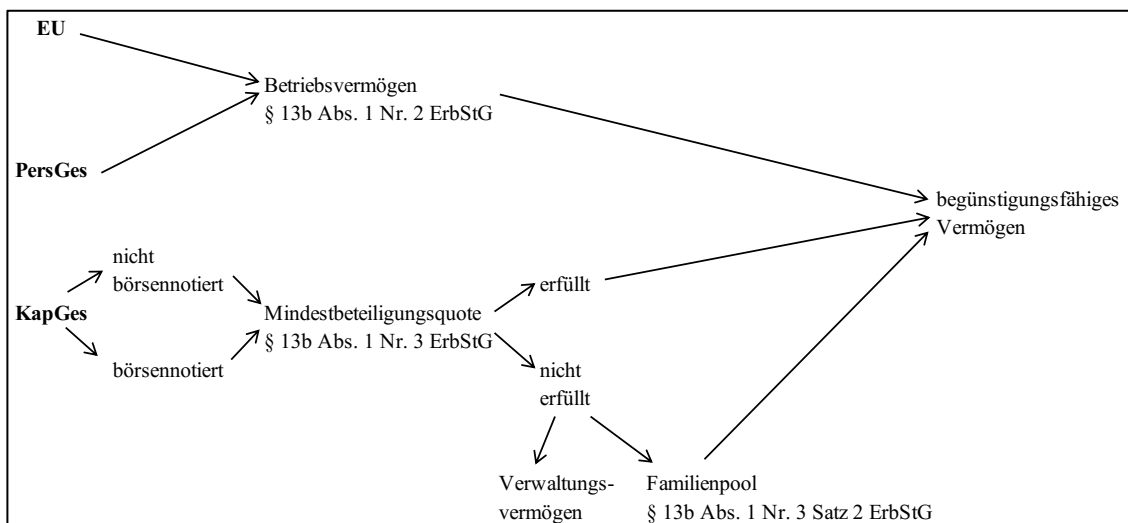 EU
Betriebsvermögen
§ 13b Abs. 1 Nr. 2 ErbStG
PersGes
begünstigungsfähiges
Vermögen
nicht
börsennotiert
erfüllt
KapGes
Mindestbeteiligungsquote
§ 13b Abs. 1 Nr. 3 ErbStG
börsennotiert
nicht
erfüllt
Verwaltungs-
vermögen
Familienpool
§ 13b Abs. 1 Nr. 3 Satz 2 ErbStG